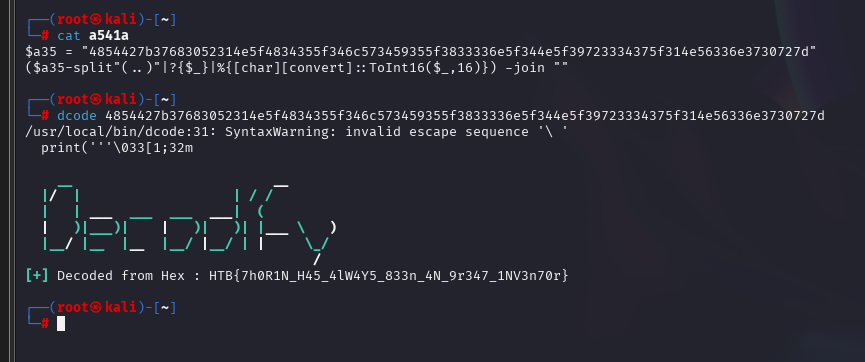 ┌──(root㉿kali)-[~]
└─# cat a541a
$a35 = "4854427b37683052314e5f4834355f346c573459355f3833336e5f344e5f39723334375f314e56336e3730727d"
($a35-split"(..)"|?{$_}|%{[char][convert]::ToInt16($_,16)}) -join ""
┌──(root㉿kali)-[~]
└─# dcode 4854427b37683052314e5f4834355f346c573459355f3833336e5f344e5f39723334375f314e56336e3730727d
/usr/local/bin/dcode:31: SyntaxWarning: invalid escape sequence '\ '
print('''\033[1;32m
Decodify
[+] Decoded from Hex : HTB{7h0R1N_H45_4lW4Y5_833n_4N_9r347_1NV3n70r}
┌──(root㉿kali)-[~]
└─#